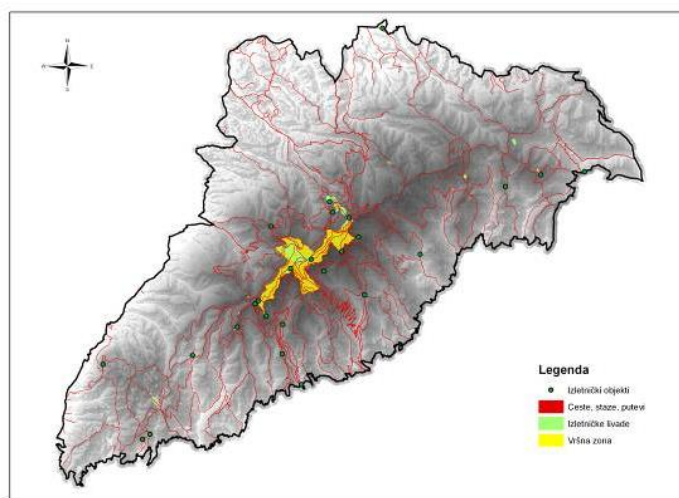 N
E
S
Legenda
Izletnički objekti
Ceste, staze, putevi
Izletničke livade
Vršna zona